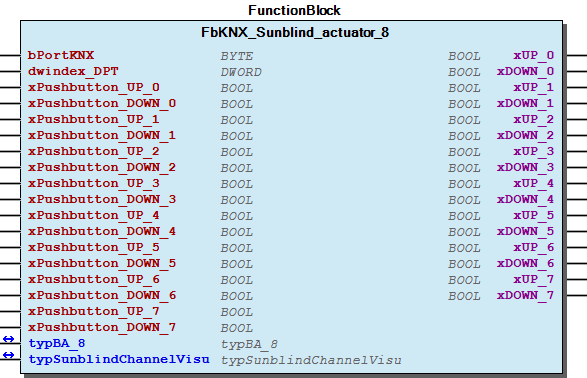 FunctionBlock
FbKNX_Sunblind_actuator_8
bPortKNX BYTE BOOL xUP_0
dwindex_DPT DWORD BOOL xDOWN_0
xPushbutton_UP_0 BOOL BOOL xUP_1
xPushbutton_DOWN_0 BOOL BOOL xDOWN_1
xPushbutton_UP_1 BOOL BOOL xUP_2
xPushbutton_DOWN_1 BOOL BOOL xDOWN_2
xPushbutton_UP_2 BOOL BOOL xUP_3
xPushbutton_DOWN_2 BOOL BOOL xDOWN_3
xPushbutton_UP_3 BOOL BOOL xUP_4
xPushbutton_DOWN_3 BOOL BOOL xDOWN_4
xPushbutton_UP_4 BOOL BOOL xUP_5
xPushbutton_DOWN_4 BOOL BOOL xDOWN_5
xPushbutton_UP_5 BOOL BOOL xUP_6
xPushbutton_DOWN_5 BOOL BOOL xDOWN_6
xPushbutton_UP_6 BOOL BOOL xUP_7
xPushbutton_DOWN_6 BOOL BOOL xDOWN_7
xPushbutton_UP_7 BOOL
xPushbutton_DOWN_7 BOOL
typBA_8 typBA_8
typSunblindChannelVisu typSunblindChannelVisu